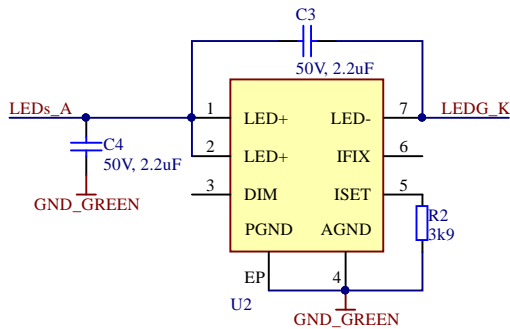 C3
50V, 2.2uF
LEDs_A
1
LED+
LED-
7
LEDG_K
C4
50V, 2.2uF
2
LED+
IFIX
6
3
DIM
ISET
5
GND_GREEN
R2
3k9
PGND
AGND
EP
4
U2
GND_GREEN